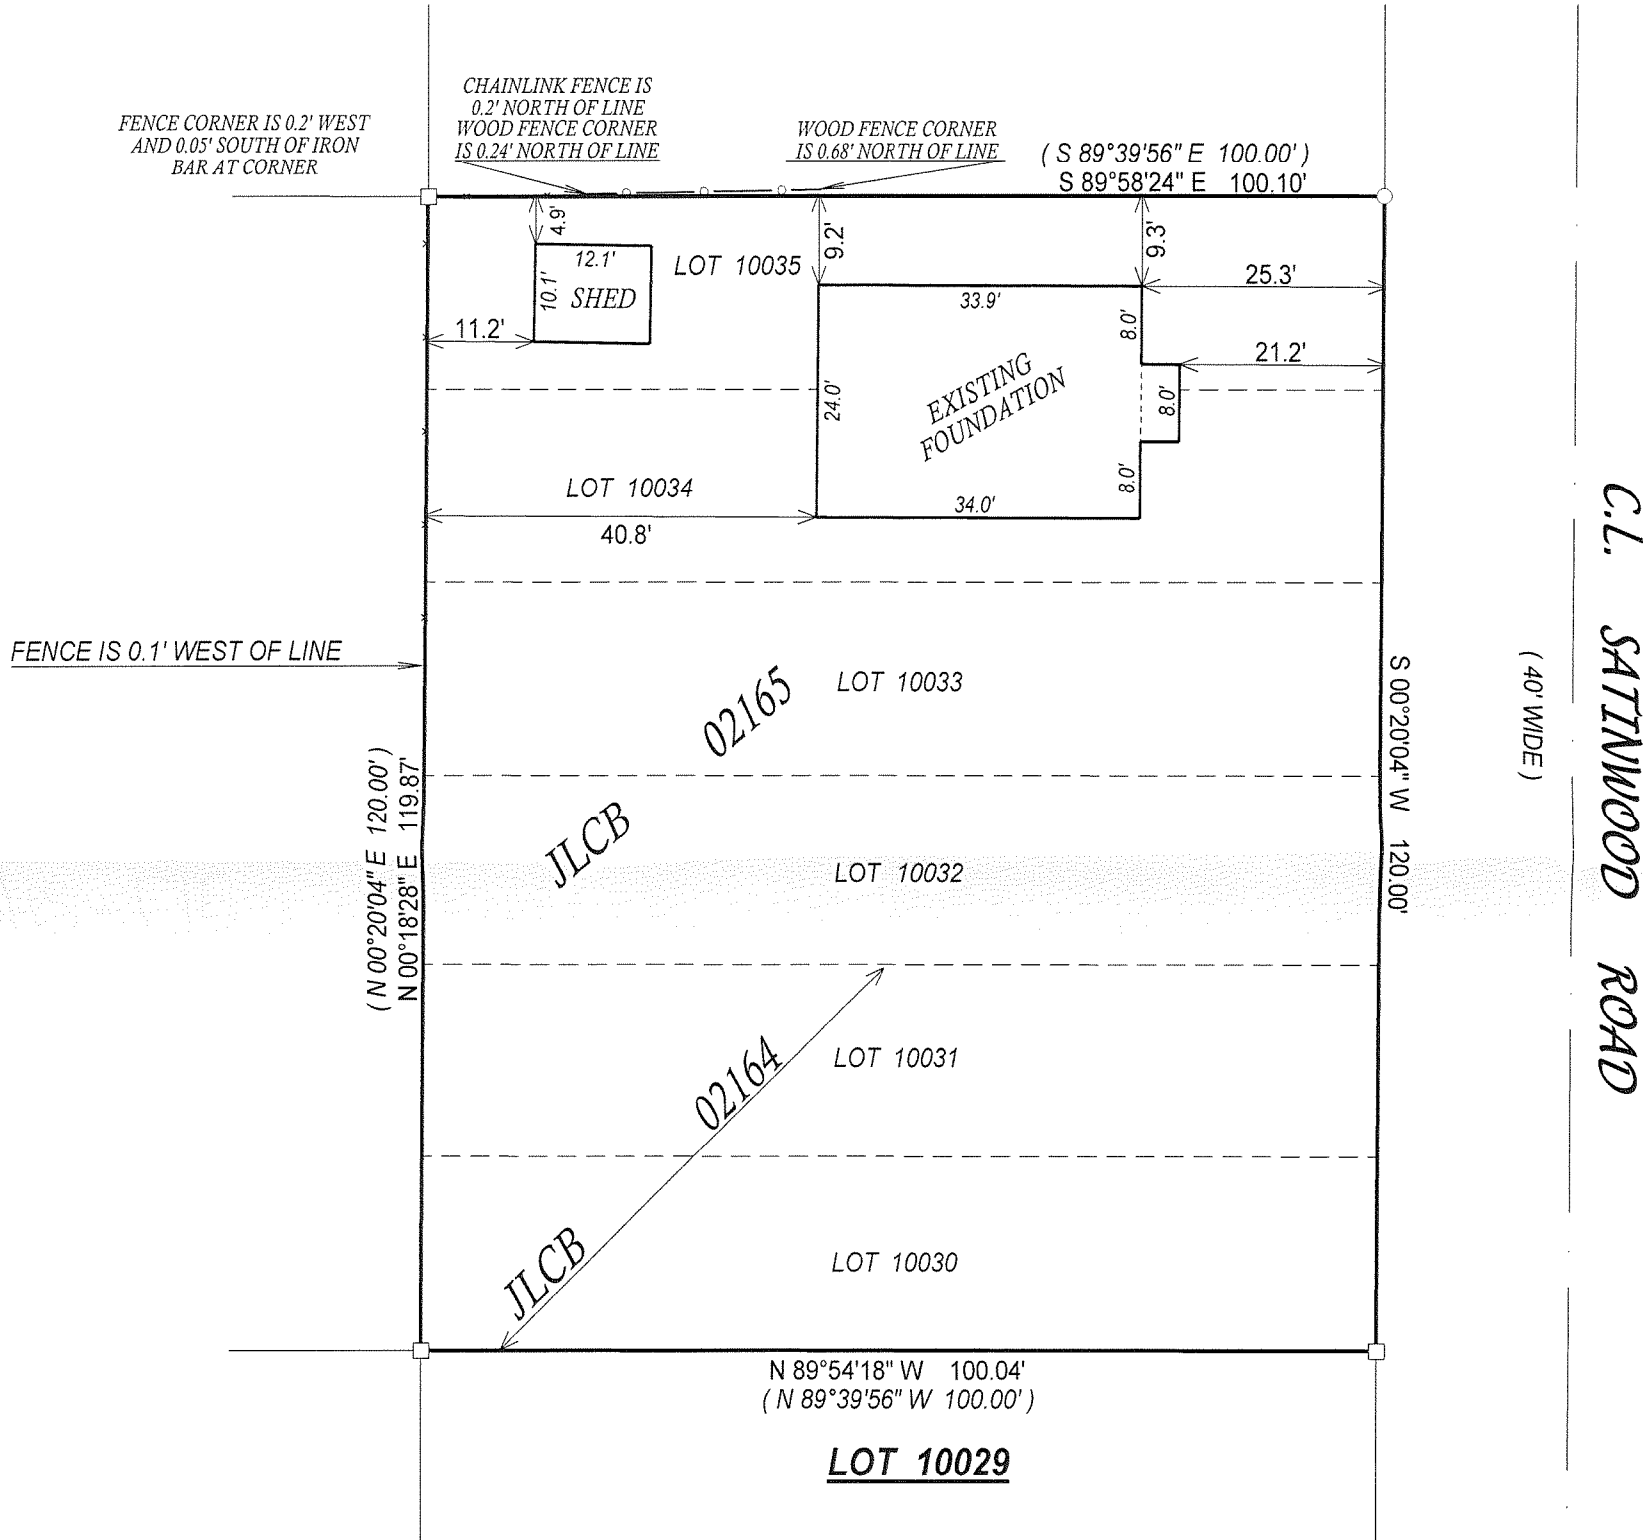 CHAINLINK FENCE IS
0.2' NORTH OF LINE
WOOD FENCE CORNER
IS 0.24' NORTH OF LINE
FENCE CORNER IS 0.2' WEST
AND 0.05' SOUTH OF IRON
BAR AT CORNER
WOOD FENCE CORNER
IS 0.68' NORTH OF LINE
( S 89°39'56" E 100.00' )
S 89°58'24" E 100.10'
4.9'
9.2'
9.3'
12.1'
LOT 10035
10.1'
SHED
25.3'
33.9'
11.2'
8.0'
21.2'
EXISTING
FOUNDATION
24.0'
8.0'
LOT 10034
8.0'
34.0'
40.8'
FENCE IS 0.1' WEST OF LINE
LOT 10033
02165
JLCB
( N 00°20'04" E 120.00' )
N 00°18'28" E 119.87'
S 00°20'04" W 120.00'
( 40' WIDE )
C.L. SATINWOOD ROAD
LOT 10032
LOT 10031
02164
JLCB
LOT 10030
N 89°54'18" W 100.04'
( N 89°39'56" W 100.00' )
LOT 10029